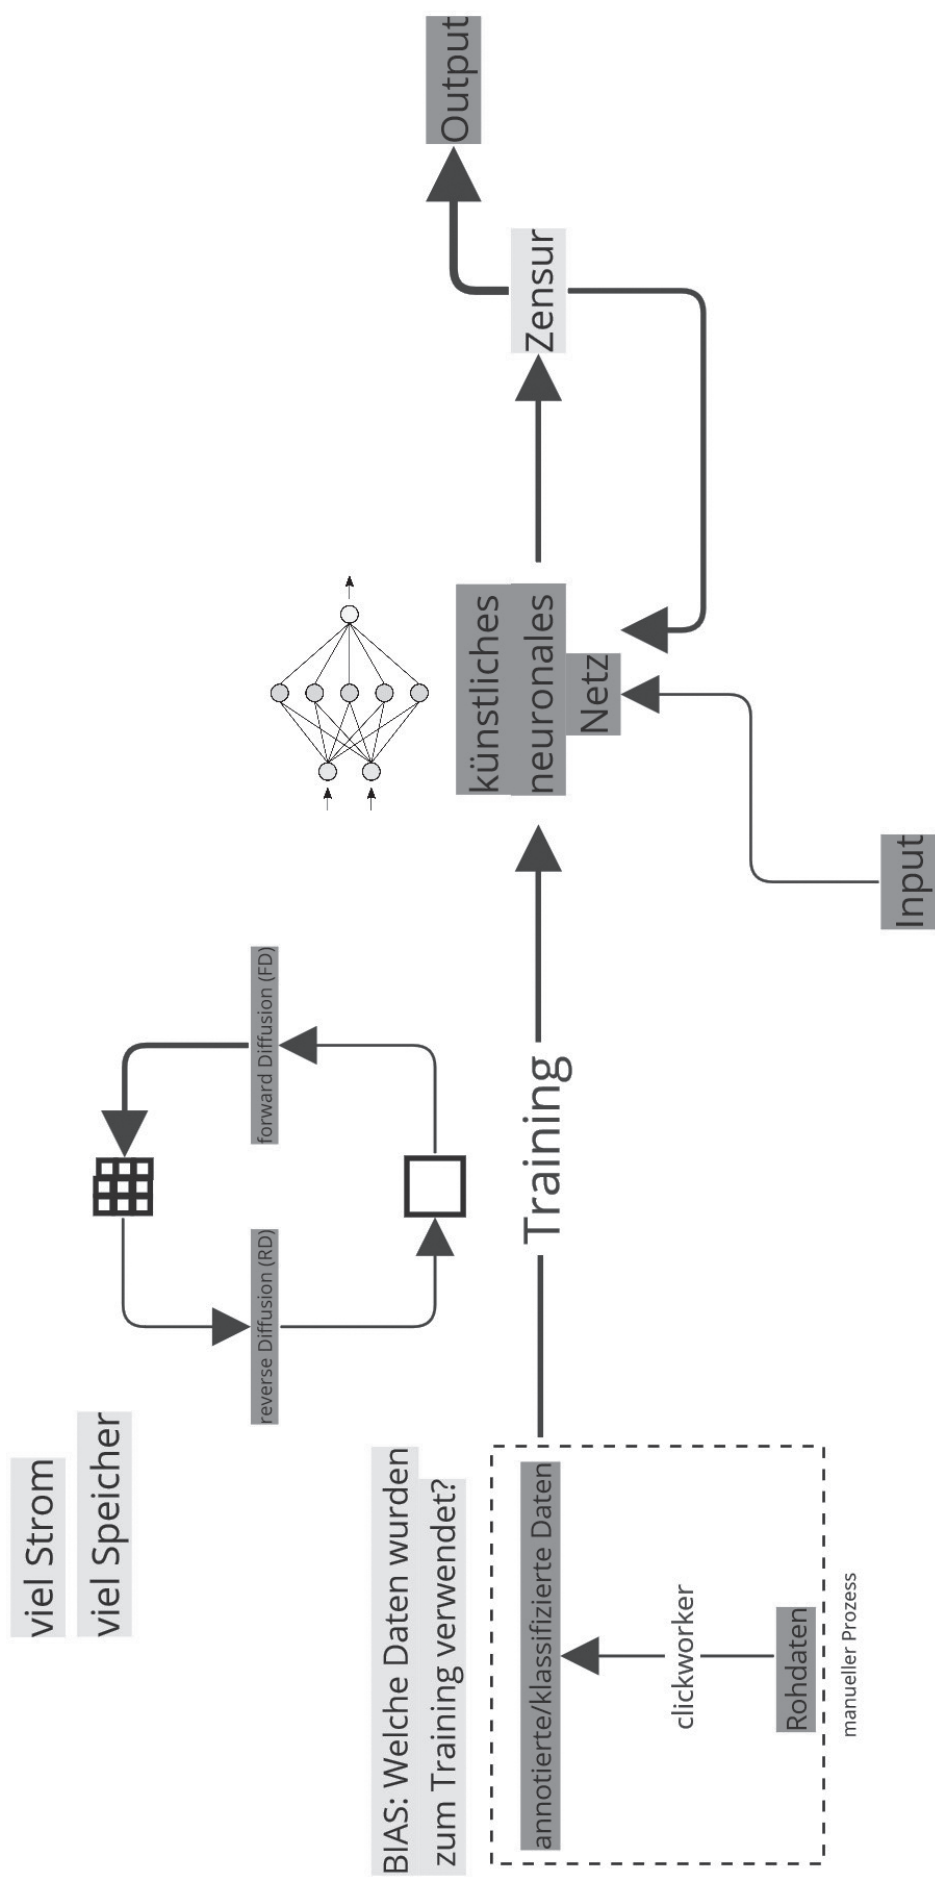 viel Strom
viel Speicher
BIAS: Welche Daten wurden
zum Training verwendet?
annotierte/klassifizierte Daten
clickworker
Rohdaten
manueller Prozess
reverse Diffusion (RD)
forward Diffusion (FD)
Training
künstliches
neuronales
Netz
Input
Zensur
Output